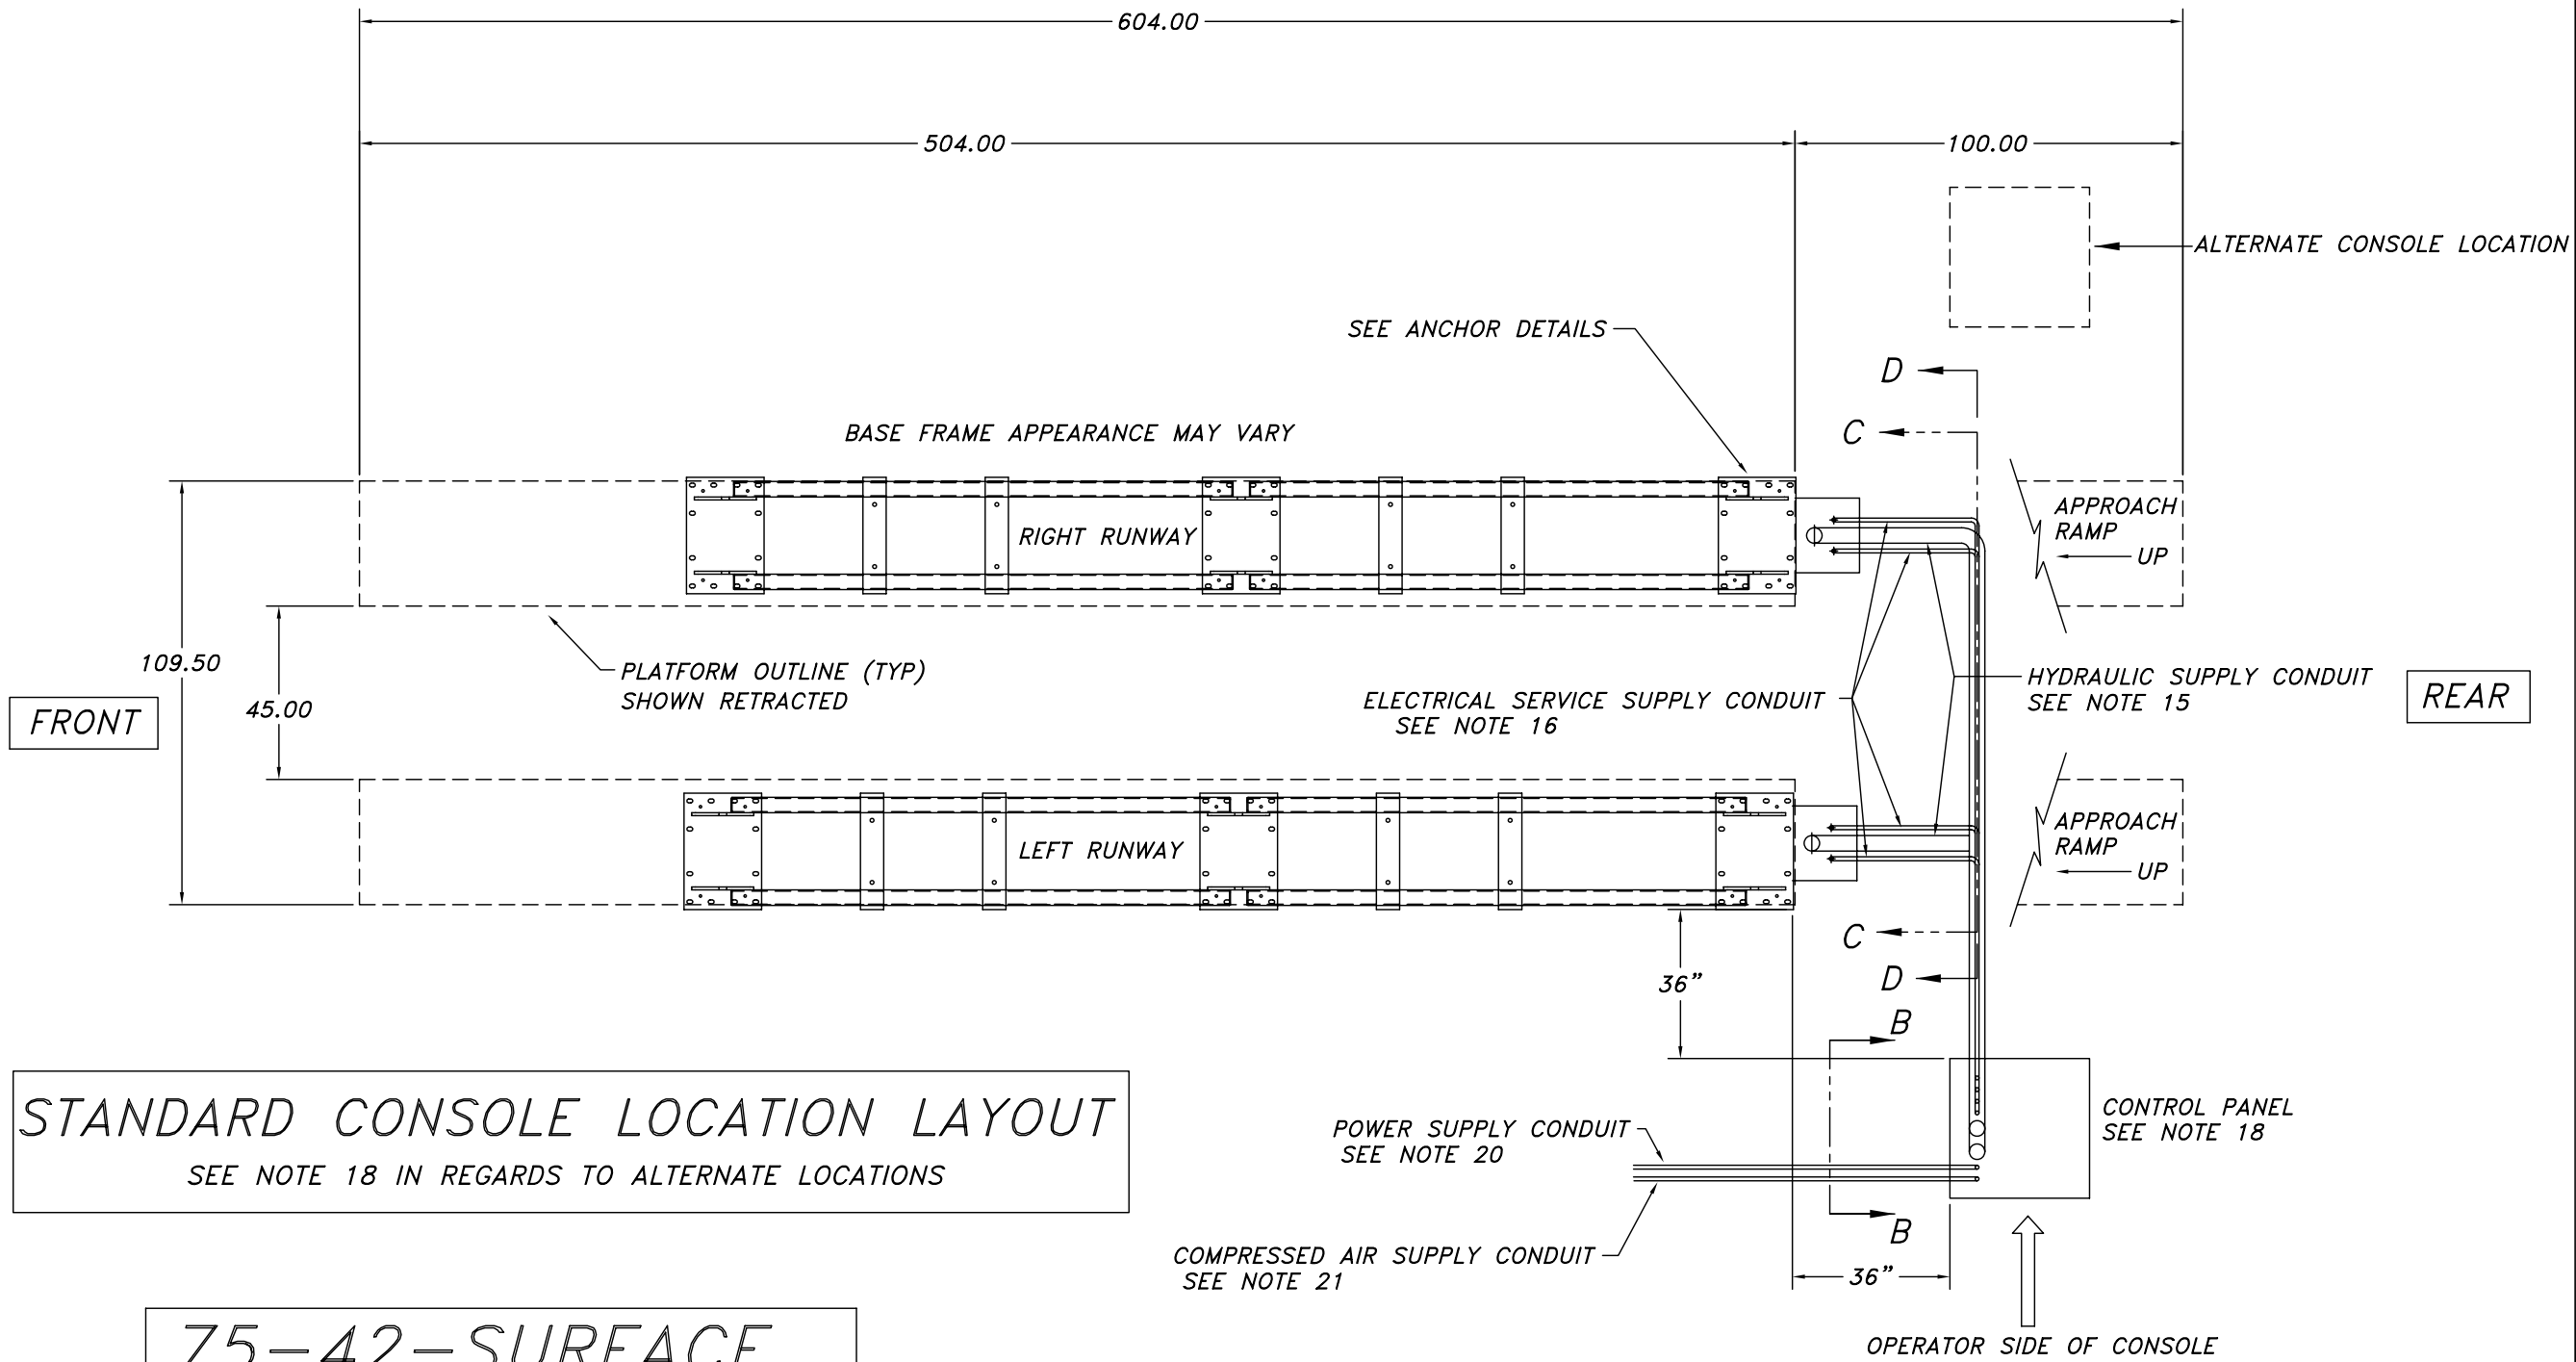 604.00
504.00
100.00
ALTERNATE CONSOLE LOCATION
SEE ANCHOR DETAILS
D
C
BASE FRAME APPEARANCE MAY VARY
RIGHT RUNWAY
APPROACH
RAMP
UP
109.50
45.00
PLATFORM OUTLINE (TYP)
SHOWN RETRACTED
FRONT
ELECTRICAL SERVICE SUPPLY CONDUIT
SEE NOTE 16
HYDRAULIC SUPPLY CONDUIT
SEE NOTE 15
REAR
LEFT RUNWAY
APPROACH
RAMP
UP
C
D
36"
B
STANDARD CONSOLE LOCATION LAYOUT
SEE NOTE 18 IN REGARDS TO ALTERNATE LOCATIONS
POWER SUPPLY CONDUIT
SEE NOTE 20
CONTROL PANEL
SEE NOTE 18
B
COMPRESSED AIR SUPPLY CONDUIT
SEE NOTE 21
36"
75-42-SURFACE
OPERATOR SIDE OF CONSOLE